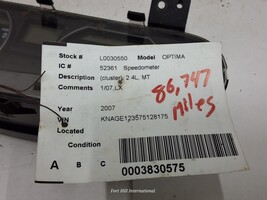 Stock # L0030550 Model OPTIMA
IC # 52361 Speedometer
Description (cluster), 2.4L, MT
Comments 1/07,LX
86,747
Miles
Year 2007
VIN KNAGE123575128175
Located
Condition
A B C 0003830575
Fort Hill International